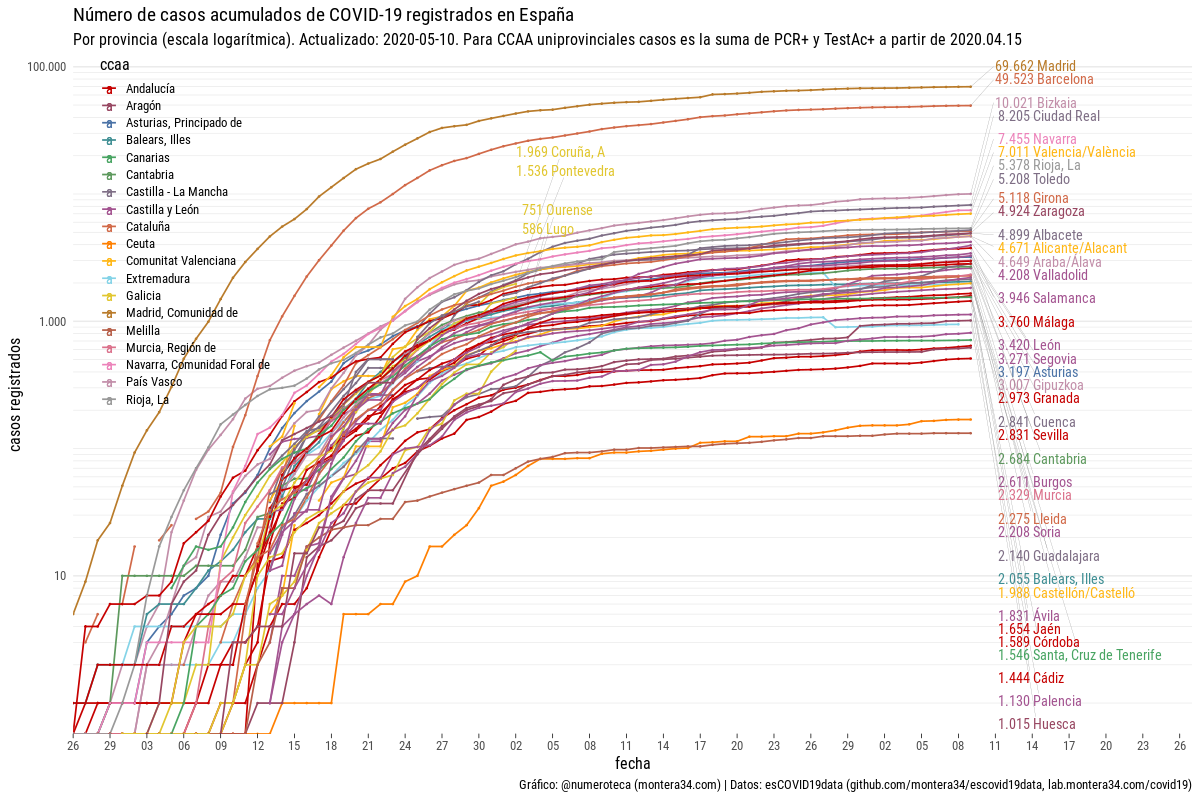 Número de casos acumulados de COVID-19 registrados en España
Por provincia (escala logarítmica). Actualizado: 2020-05-10. Para CCAA uniprovinciales casos es la suma de PCR+ y TestAc+ a partir de 2020.04.15
casos registrados
100.000
1.000
10
ccaa
Andalucía
Aragón
Asturias, Principado de
Balears, Illes
Canarias
Cantabria
Castilla - La Mancha
Castilla y León
Cataluña
Ceuta
Comunitat Valenciana
Extremadura
Galicia
Madrid, Comunidad de
Melilla
Murcia, Región de
Navarra, Comunidad Foral de
País Vasco
Rioja, La
1.969 Coruña, A
1.536 Pontevedra
751 Ourense
586 Lugo
69.662 Madrid
49.523 Barcelona
10.021 Bizkaia
8.205 Ciudad Real
7.455 Navarra
7.011 Valencia/València
5.378 Rioja, La
5.208 Toledo
5.118 Girona
4.924 Zaragoza
4.899 Albacete
4.671 Alicante/Alacant
4.649 Araba/Álava
4.208 Valladolid
3.946 Salamanca
3.760 Málaga
3.420 León
3.271 Segovia
3.197 Asturias
3.007 Gipuzkoa
2.973 Granada
2.841 Cuenca
2.831 Sevilla
2.684 Cantabria
2.611 Burgos
2.329 Murcia
2.275 Lleida
2.208 Soria
2.140 Guadalajara
2.055 Balears, Illes
1.988 Castellón/Castelló
1.831 Ávila
1.654 Jaén
1.589 Córdoba
1.546 Santa, Cruz de Tenerife
1.444 Cádiz
1.130 Palencia
1.015 Huesca
26 29 03 06 09 12 15 18 21 24 27 30 02 05 08 11 14 17 20 23 26 29 02 05 08 11 14 17 20 23 26
fecha
Gráfico: @numeroteca (montera34.com) | Datos: esCOVID19data (github.com/montera34/escovid19data, lab.montera34.com/covid19)